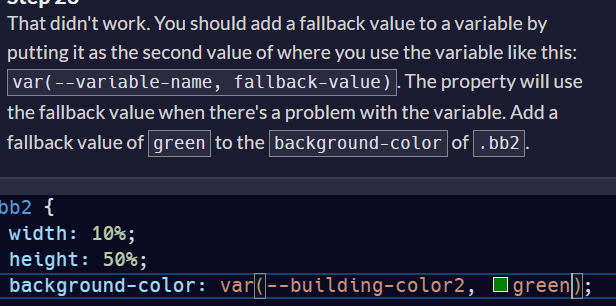 That didn't work. You should add a fallback value to a variable by
putting it as the second value of where you use the variable like this:
var(--variable-name, fallback-value). The property will use
the fallback value when there's a problem with the variable. Add a
fallback value of green to the background-color of .bb2.
bb2 {
width: 10%;
height: 50%;
background-color: var(--building-color2, green);